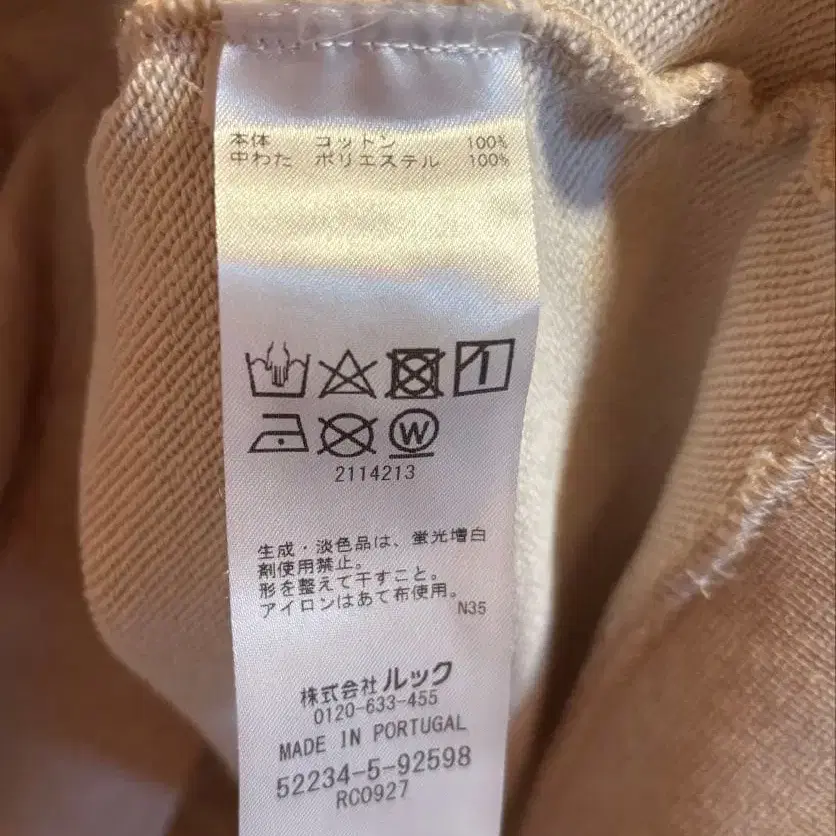 本体 コットン 100%
中わた ポリエステル 100%
W
2114213
生成・淡色品は、蛍光増白
剤使用禁止。
形を整えて干すこと。
アイロンはあて布使用。
N35
株式会社 ルック
0120-633-455
MADE IN PORTUGAL
52234-5-92598
RC0927